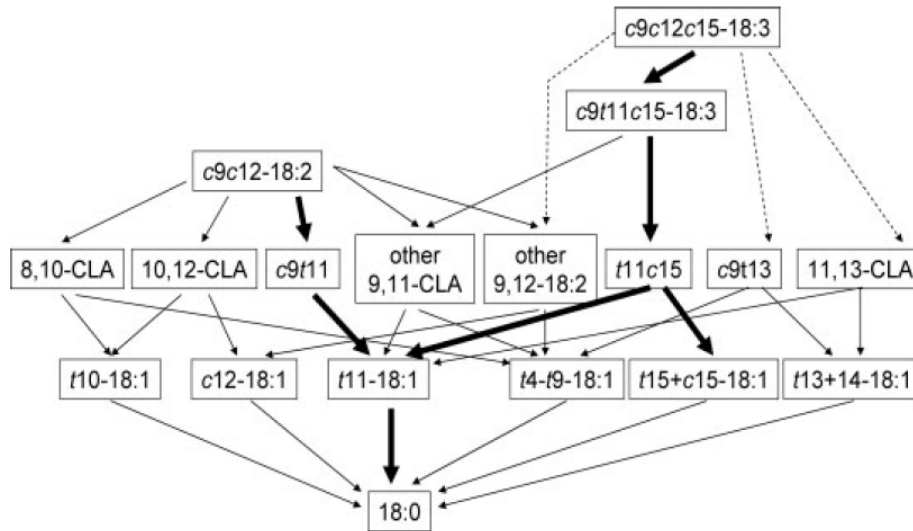 c9c12c15-18:3
c9t11c15-18:3
c9c12-18:2
8,10-CLA
10,12-CLA
c9t11
other
9,11-CLA
other
9,12-18:2
t11c15
c9t13
11,13-CLA
t10-18:1
c12-18:1
t11-18:1
t4-t9-18:1
t15+c15-18:1
t13+14-18:1
18:0